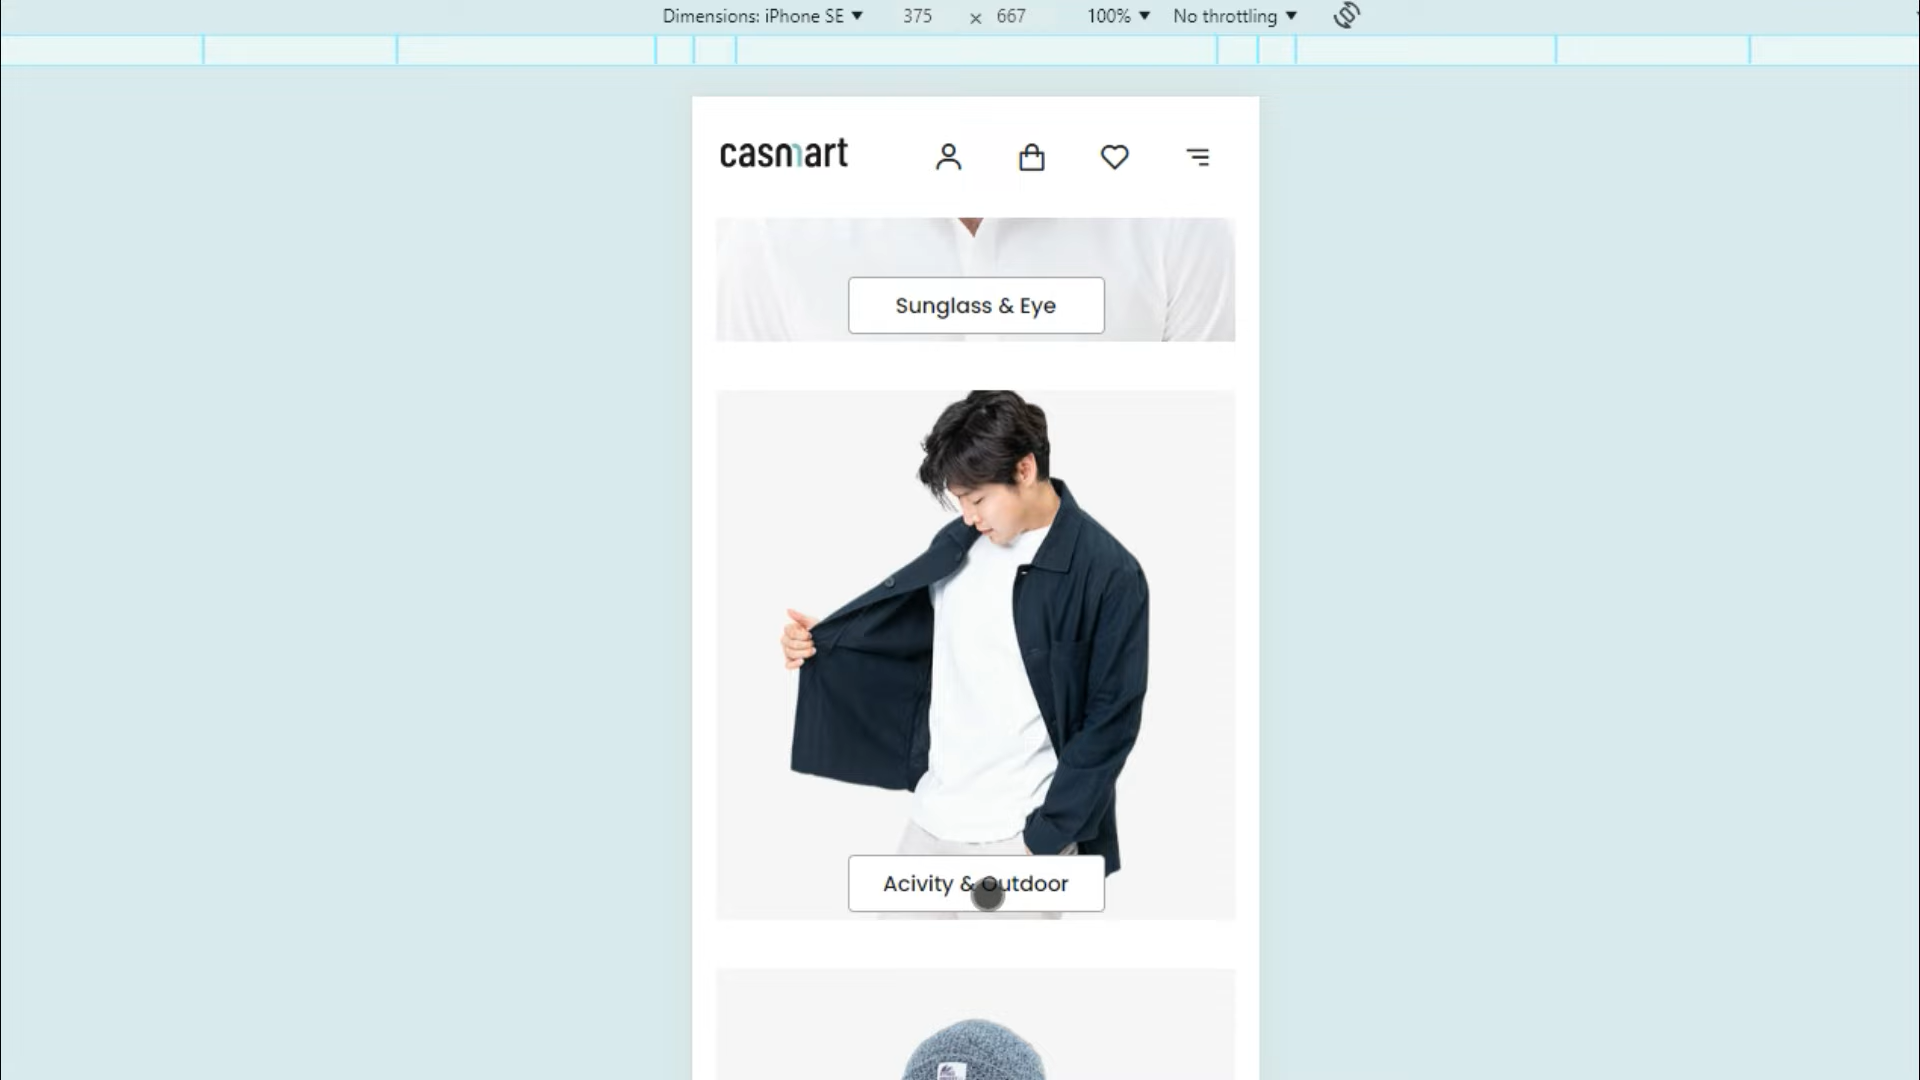 Dimensions: iPhone SE ▼ 375 × 667 100% ▼ No throttling ▼
casmart
Sunglass & Eye
Acivity & Outdoor